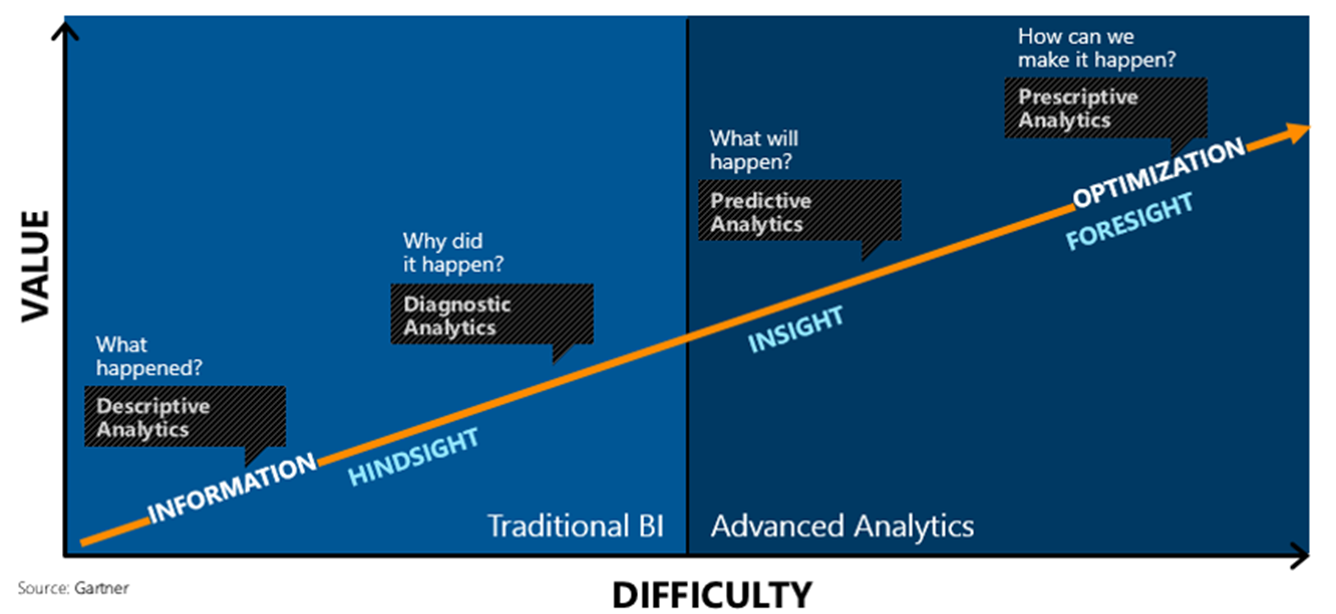 How can we
make it happen?
Prescriptive
Analytics
What will
happen?
Predictive
Analytics
OPTIMIZATION
FORESIGHT
Why did
it happen?
Diagnostic
Analytics
INSIGHT
What
happened?
Descriptive
Analytics
INFORMATION
HINDSIGHT
VALUE
Traditional BI
Advanced Analytics
Source: Gartner
DIFFICULTY